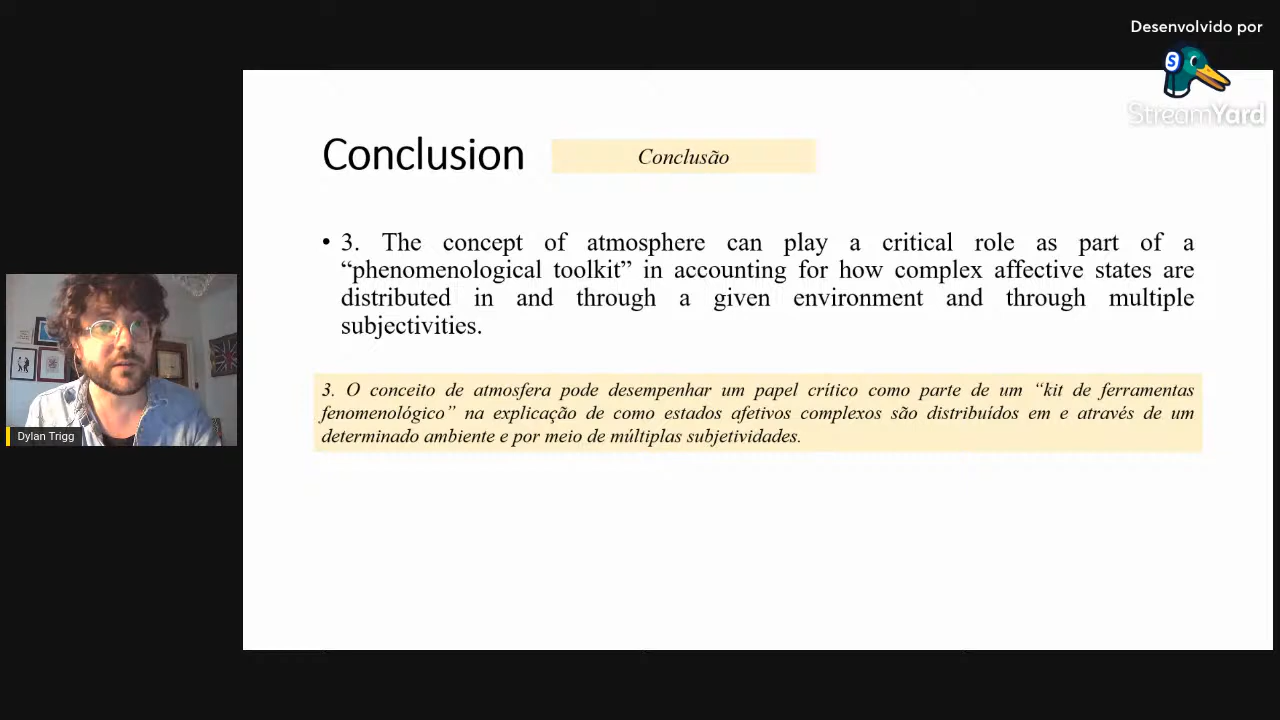 Desenvolvido por
S
StreamYard
Conclusion
Conclusão
• 3. The concept of atmosphere can play a critical role as part of a
“phenomenological toolkit” in accounting for how complex affective states are
distributed in and through a given environment and through multiple
subjectivities.
3. O conceito de atmosfera pode desempenhar um papel crítico como parte de um “kit de ferramentas
fenomenológico” na explicação de como estados afetivos complexos são distribuídos em e através de um
determinado ambiente e por meio de múltiplas subjetividades.
Dylan Trigg